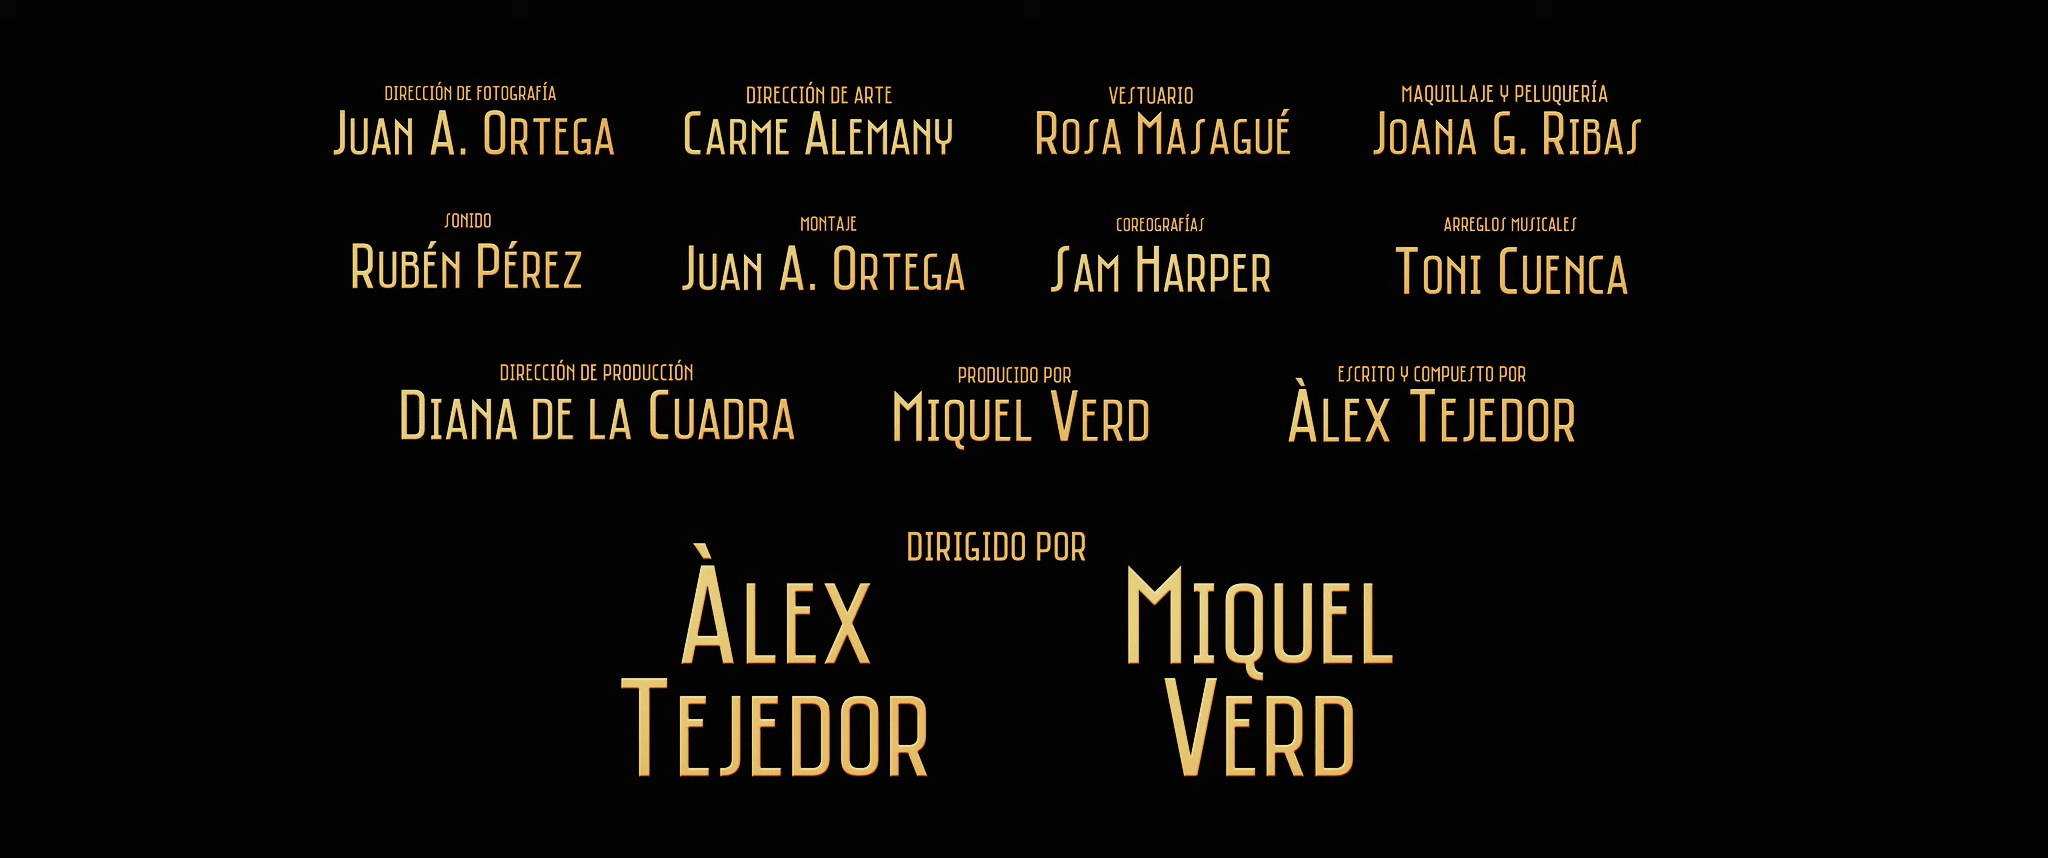 DIRECCIÓN DE FOTOGRAFÍA
JUAN A. ORTEGA
DIRECCIÓN DE ARTE
CARME ALEMANY
VESTUARIO
ROSA MASAGUÉ
MAQUILLAJE Y PELUQUERÍA
JOANA G. RIBAS
SONIDO
RUBÉN PÉREZ
MONTAJE
JUAN A. ORTEGA
COREOGRAFÍAS
SAM HARPER
ARREGLOS MUSICALES
TONI CUENCA
DIRECCIÓN DE PRODUCCIÓN
DIANA DE LA CUADRA
PRODUCIDO POR
MIQUEL VERD
ESCRITO Y COMPUESTO POR
ÀLEX TEJEDOR
DIRIGIDO POR
ÀLEX
TEJEDOR
MIQUEL
VERD